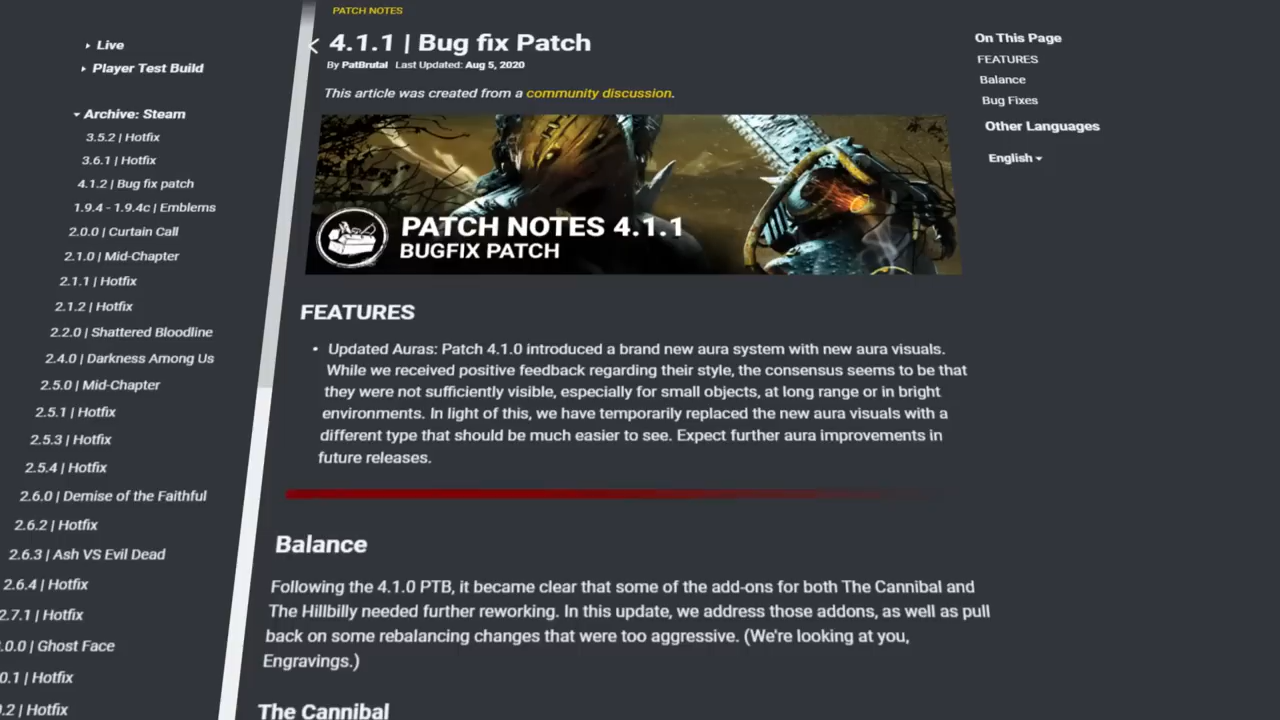 Live
Player Test Build
Archive: Steam
3.5.2 | Hotfix
3.6.1 | Hotfix
4.1.2 | Bug fix patch
1.9.4 - 1.9.4c | Emblems
2.0.0 | Curtain Call
2.1.0 | Mid-Chapter
2.1.1 | Hotfix
2.1.2 | Hotfix
2.2.0 | Shattered Bloodline
2.4.0 | Darkness Among Us
2.5.0 | Mid-Chapter
2.5.1 | Hotfix
2.5.3 | Hotfix
2.5.4 | Hotfix
2.6.0 | Demise of the Faithful
2.6.2 | Hotfix
2.6.3 | Ash VS Evil Dead
2.6.4 | Hotfix
2.7.1 | Hotfix
.0.0 | Ghost Face
0.1 | Hotfix
.2 | Hotfix
PATCH NOTES
4.1.1 | Bug fix Patch
By PatBrutal Last Updated: Aug 5, 2020
This article was created from a community discussion.
PATCH NOTES 4.1.1
BUGFIX PATCH
FEATURES
• Updated Auras: Patch 4.1.0 introduced a brand new aura system with new aura visuals.
While we received positive feedback regarding their style, the consensus seems to be that
they were not sufficiently visible, especially for small objects, at long range or in bright
environments. In light of this, we have temporarily replaced the new aura visuals with a
different type that should be much easier to see. Expect further aura improvements in
future releases.
Balance
Following the 4.1.0 PTB, it became clear that some of the add-ons for both The Cannibal and
The Hillbilly needed further reworking. In this update, we address those addons, as well as pull
back on some rebalancing changes that were too aggressive. (We're looking at you,
Engravings.)
The Cannibal
On This Page
FEATURES
Balance
Bug Fixes
Other Languages
English